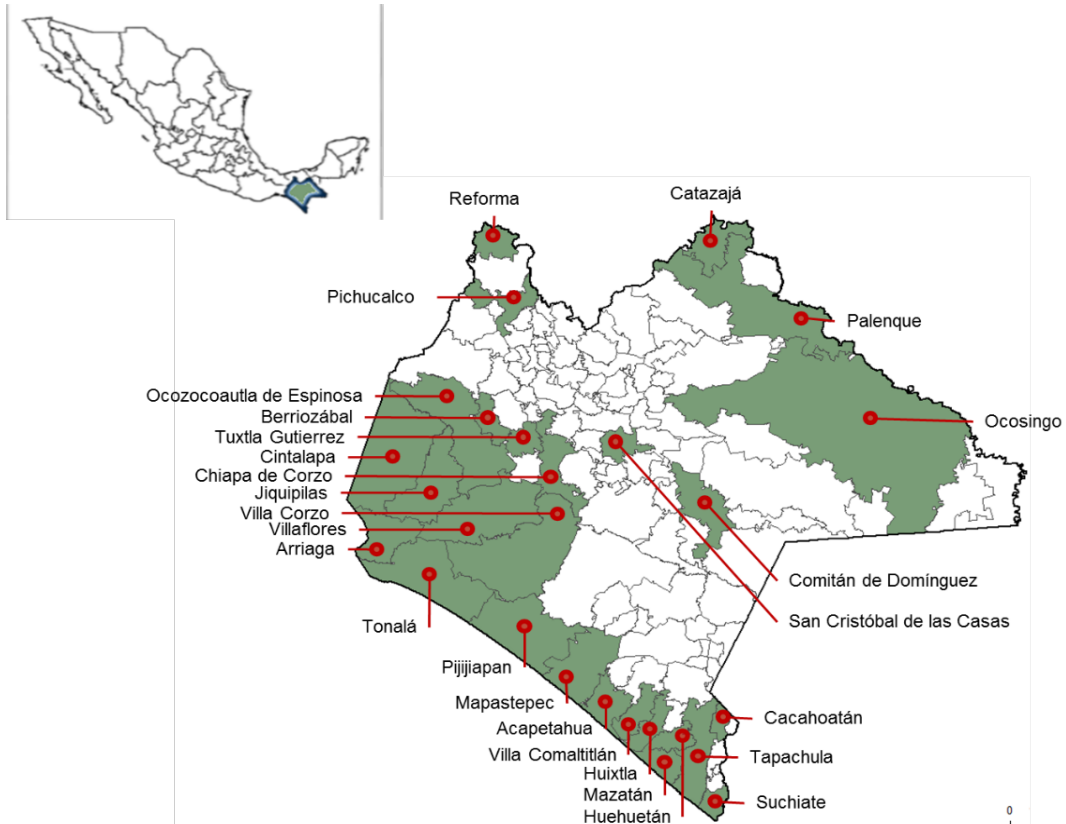 Reforma
Catazajá
Pichucalco
Palenque
Ocozocoautla de Espinosa
Berriozábal
Ocosingo
Tuxtla Gutierrez
Cintalapa
Chiapa de Corzo
Jiquipilas
Villa Corzo
Villaflores
Arriaga
Comitán de Domínguez
San Cristóbal de las Casas
Tonalá
Pijijiapan
Mapastepec
Acapetahua
Cacahoatán
Villa Comaltitlán
Tapachula
Huixtla
Mazatán
Suchiate
Huehuetán
0